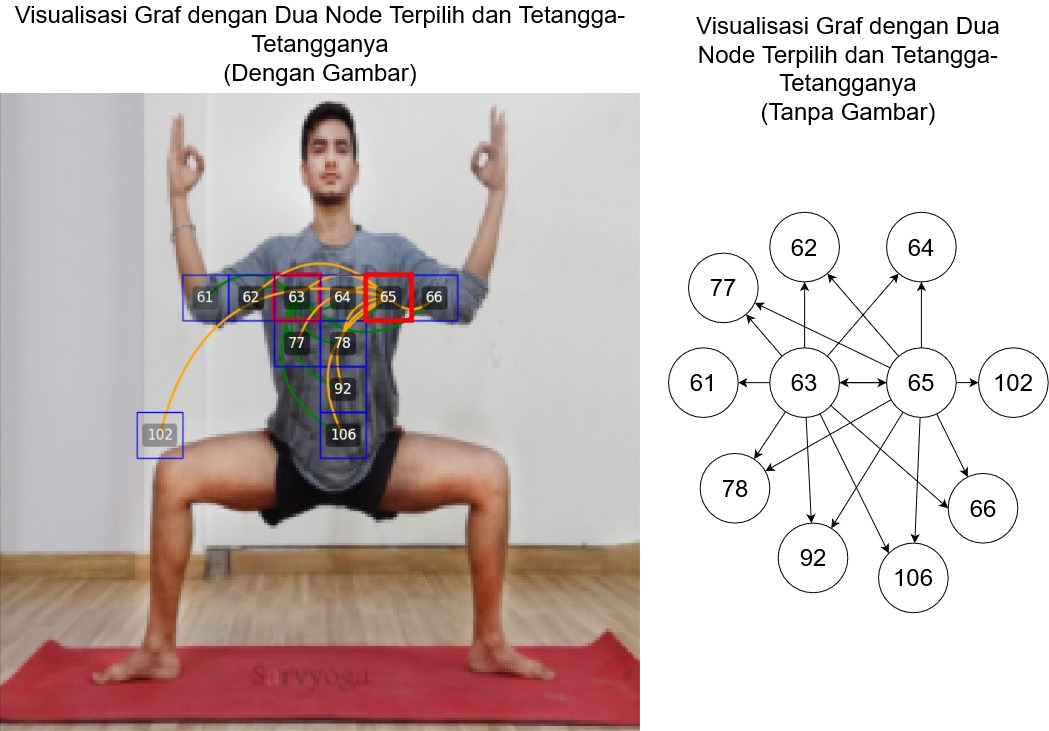 Visualisasi Graf dengan Dua Node Terpilih dan Tetangga-
Tetangganya
(Dengan Gambar)
61 62 63 64 65 66
77 78
92
102 106
Sarvyoga
Visualisasi Graf dengan Dua
Node Terpilih dan Tetangga-
Tetangganya
(Tanpa Gambar)
62 64
77
61 63 65 102
78
66
92
106